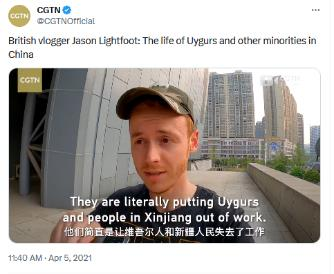 CGTN
CGTN
@CGTNOfficial
British vlogger Jason Lightfoot: The life of Uygurs and other minorities in
China
CGTN
CGTN
They are literally putting Uygurs
and people in Xinjiang out of work.
他们简直是让维吾尔人和新疆人民失去了工作
11:40 AM · Apr 5, 2021